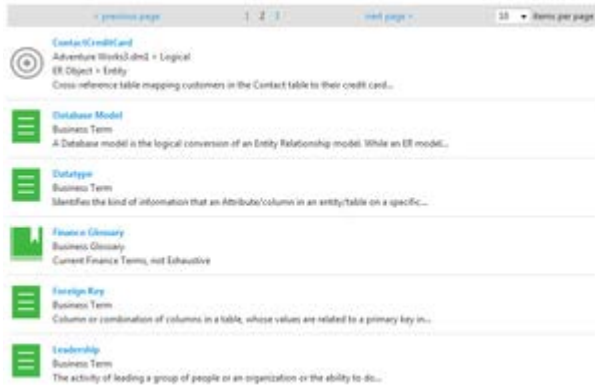 < previous page 1 2 3 next page > 10 items per page
ContactCreditCard
Adventure Works3.dm1 > Logical
ER Object > Entity
Cross-reference table mapping customers in the Contact table to their credit card...
Database Model
Business Term
A Database model is the logical conversion of an Entity Relationship model. While an ER model...
Datatype
Business Term
Identifies the kind of information that an Attribute/column in an entity/table on a specific...
Finance Glossary
Business Glossary
Current Finance Terms, not Exhaustive
Foreign Key
Business Term
Column or combination of columns in a table, whose values are related to a primary key in...
Leadership
Business Term
The activity of leading a group of people or an organization or the ability to do...